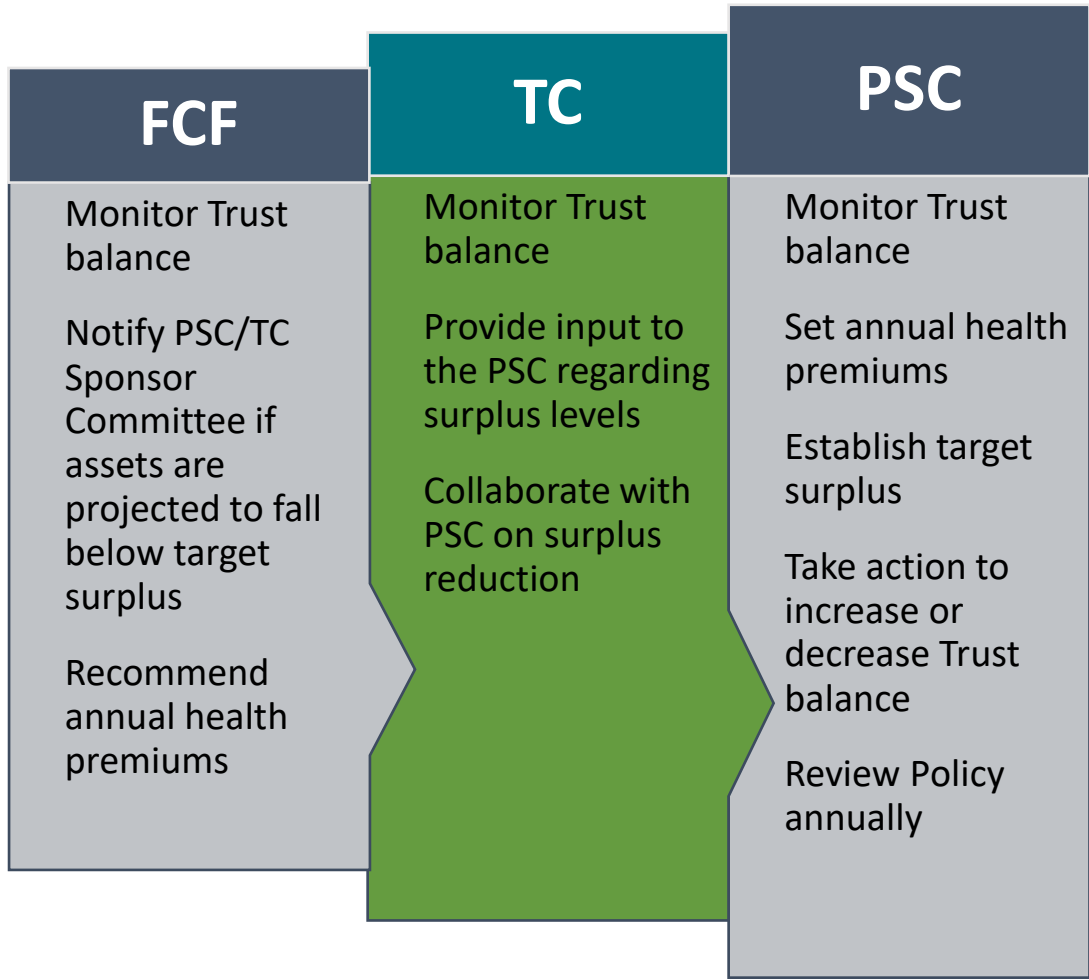 FCF
Monitor Trust
balance
Notify PSC/TC
Sponsor
Committee if
assets are
projected to fall
below target
surplus
Recommend
annual health
premiums
TC
Monitor Trust
balance
Provide input to
the PSC regarding
surplus levels
Collaborate with
PSC on surplus
reduction
PSC
Monitor Trust
balance
Set annual health
premiums
Establish target
surplus
Take action to
increase or
decrease Trust
balance
Review Policy
annually